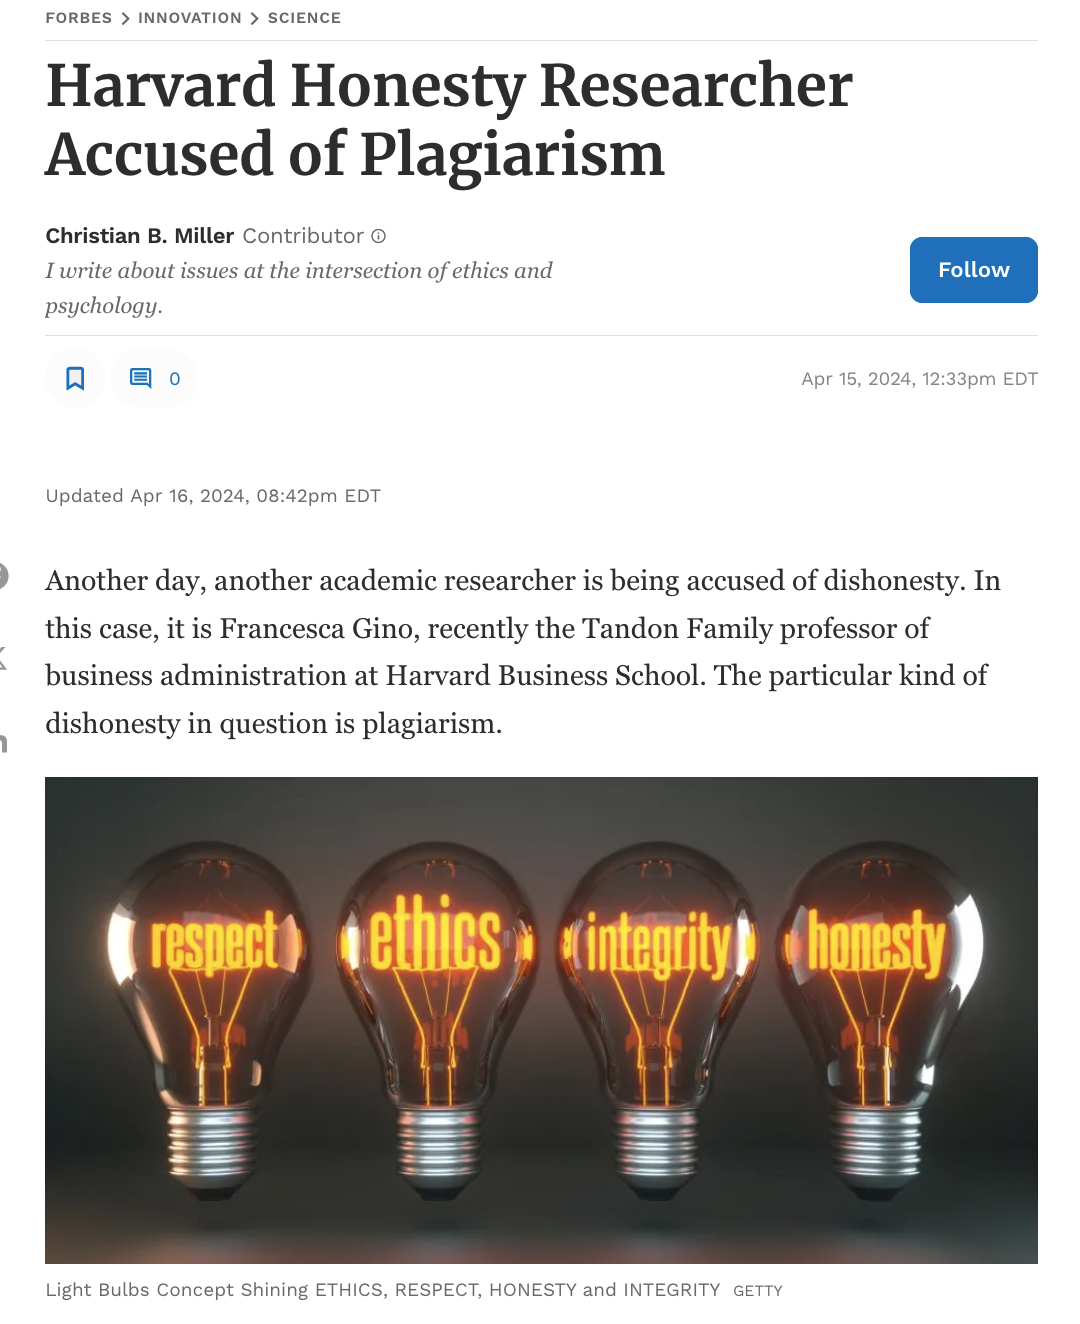 FORBES > INNOVATION > SCIENCE
Harvard Honesty Researcher
Accused of Plagiarism
Christian B. Miller Contributor
I write about issues at the intersection of ethics and
psychology.
Follow
0
Apr 15, 2024, 12:33pm EDT
Updated Apr 16, 2024, 08:42pm EDT
Another day, another academic researcher is being accused of dishonesty. In
this case, it is Francesca Gino, recently the Tandon Family professor of
business administration at Harvard Business School. The particular kind of
dishonesty in question is plagiarism.
respect ethics integrity honesty
Light Bulbs Concept Shining ETHICS, RESPECT, HONESTY and INTEGRITY GETTY